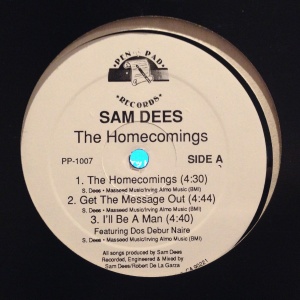 PEN PAD
RECORDS
SAM DEES
The Homecomings
PP-1007
SIDE A
1. The Homecomings (4:30)
S. Dees • Masseed Music/Irving Almo Music (BMI)
2. Get The Message Out (4:44)
S. Dees • Masseed Music/Irving Almo Music (BMI)
3. I'll Be A Man (4:40)
Featuring Dos Debur Naire
S. Dees • Masseed Music/Irving Almo Music (BMI)
All songs produced by Sam Dees
Recorded, Engineered & Mixed by
Sam Dees/Robert De La Garza